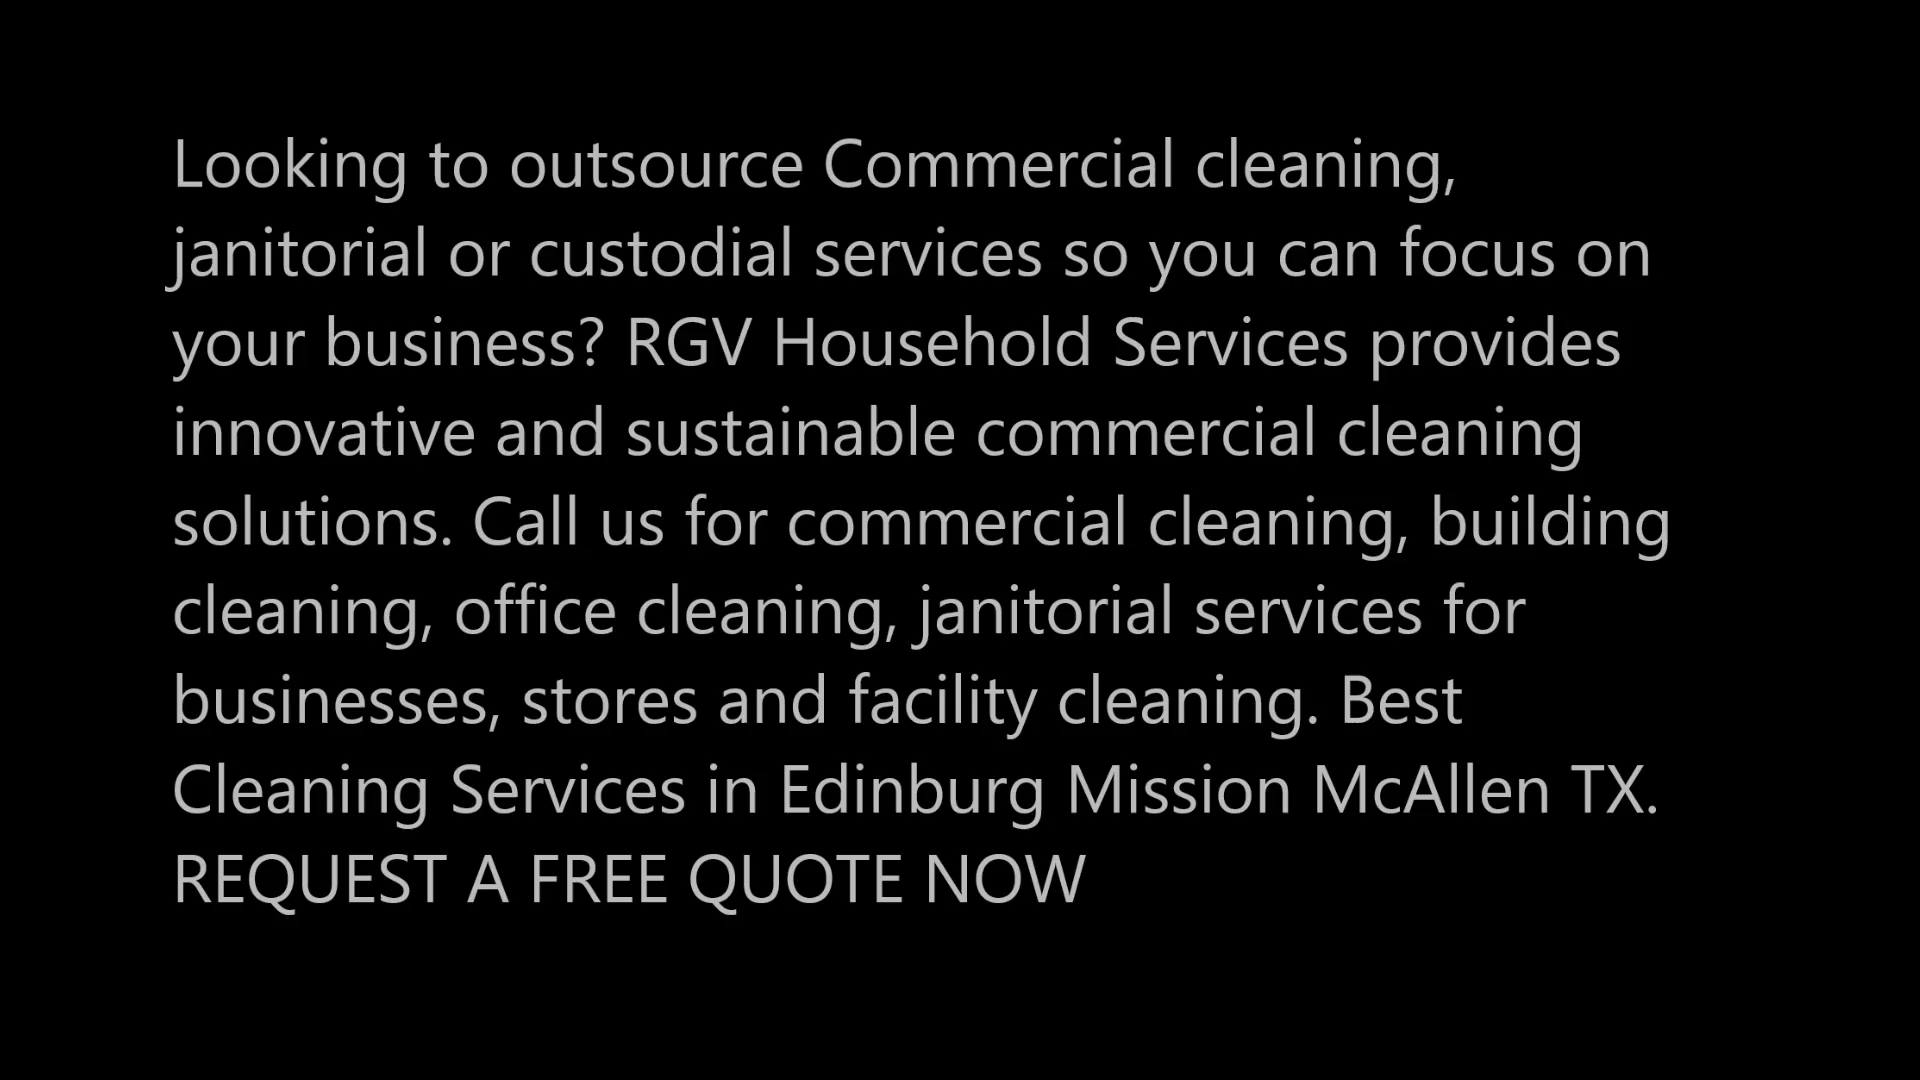 Looking to outsource Commercial cleaning,
janitorial or custodial services so you can focus on
your business? RGV Household Services provides
innovative and sustainable commercial cleaning
solutions. Call us for commercial cleaning, building
cleaning, office cleaning, janitorial services for
businesses, stores and facility cleaning. Best
Cleaning Services in Edinburg Mission McAllen TX.
REQUEST A FREE QUOTE NOW